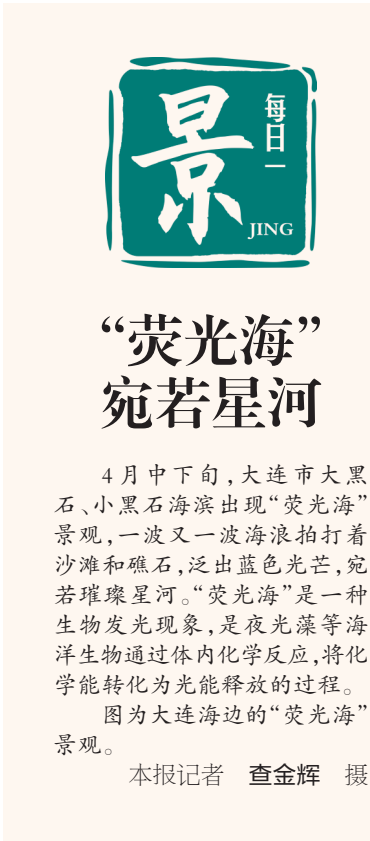 每日一
景
JING
“荧光海”
宛若星河
4月中下旬，大连市大黑
石、小黑石海滨出现“荧光海”
景观，一波又一波海浪拍打着
沙滩和礁石，泛出蓝色光芒，宛
若璀璨星河。“荧光海”是一种
生物发光现象，是夜光藻等海
洋生物通过体内化学反应，将化
学能转化为光能释放的过程。
图为大连海边的“荧光海”
景观。
本报记者 查金辉 摄